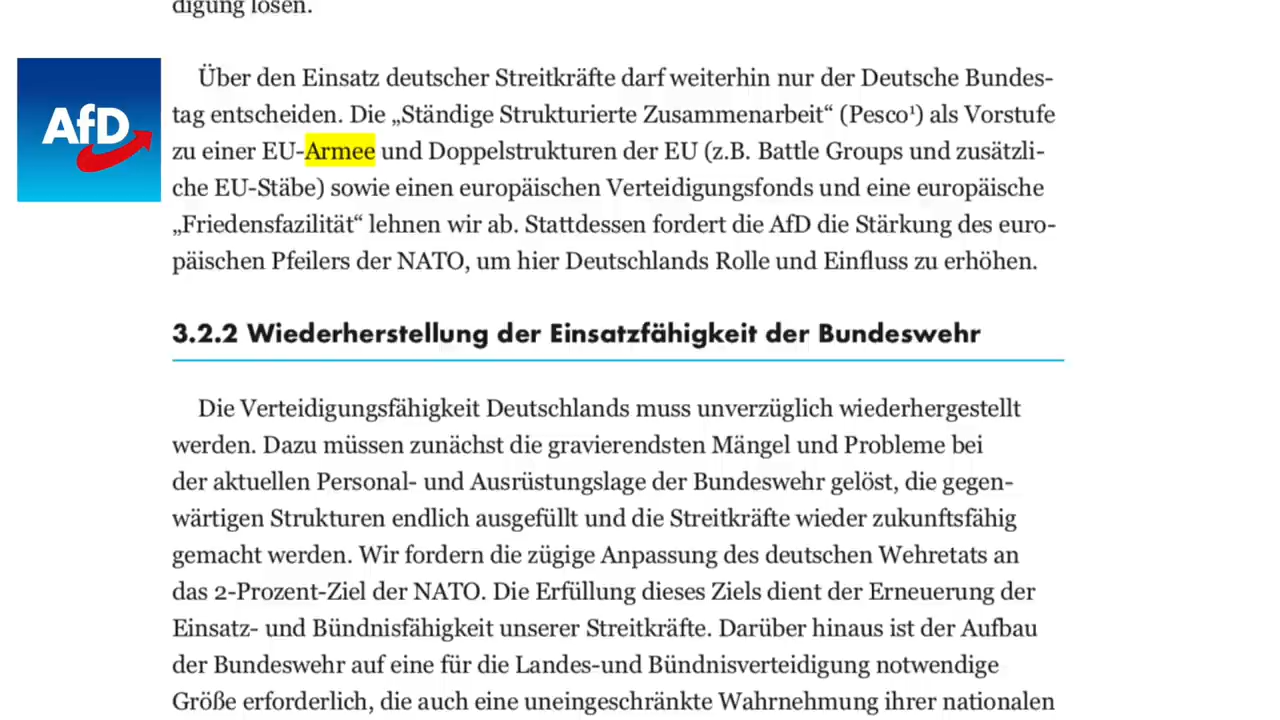 digung lösen.
AfD
Über den Einsatz deutscher Streitkräfte darf weiterhin nur der Deutsche Bundes-
tag entscheiden. Die „Ständige Strukturierte Zusammenarbeit“ (Pesco¹) als Vorstufe
zu einer EU-Armee und Doppelstrukturen der EU (z.B. Battle Groups und zusätzli-
che EU-Stäbe) sowie einen europäischen Verteidigungsfonds und eine europäische
„Friedensfazilität“ lehnen wir ab. Stattdessen fordert die AfD die Stärkung des euro-
päischen Pfeilers der NATO, um hier Deutschlands Rolle und Einfluss zu erhöhen.
3.2.2 Wiederherstellung der Einsatzfähigkeit der Bundeswehr
Die Verteidigungsfähigkeit Deutschlands muss unverzüglich wiederhergestellt
werden. Dazu müssen zunächst die gravierendsten Mängel und Probleme bei
der aktuellen Personal- und Ausrüstungslage der Bundeswehr gelöst, die gegen-
wärtigen Strukturen endlich ausgefüllt und die Streitkräfte wieder zukunftsfähig
gemacht werden. Wir fordern die zügige Anpassung des deutschen Wehretats an
das 2-Prozent-Ziel der NATO. Die Erfüllung dieses Ziels dient der Erneuerung der
Einsatz- und Bündnisfähigkeit unserer Streitkräfte. Darüber hinaus ist der Aufbau
der Bundeswehr auf eine für die Landes-und Bündnisverteidigung notwendige
Größe erforderlich, die auch eine uneingeschränkte Wahrnehmung ihrer nationalen